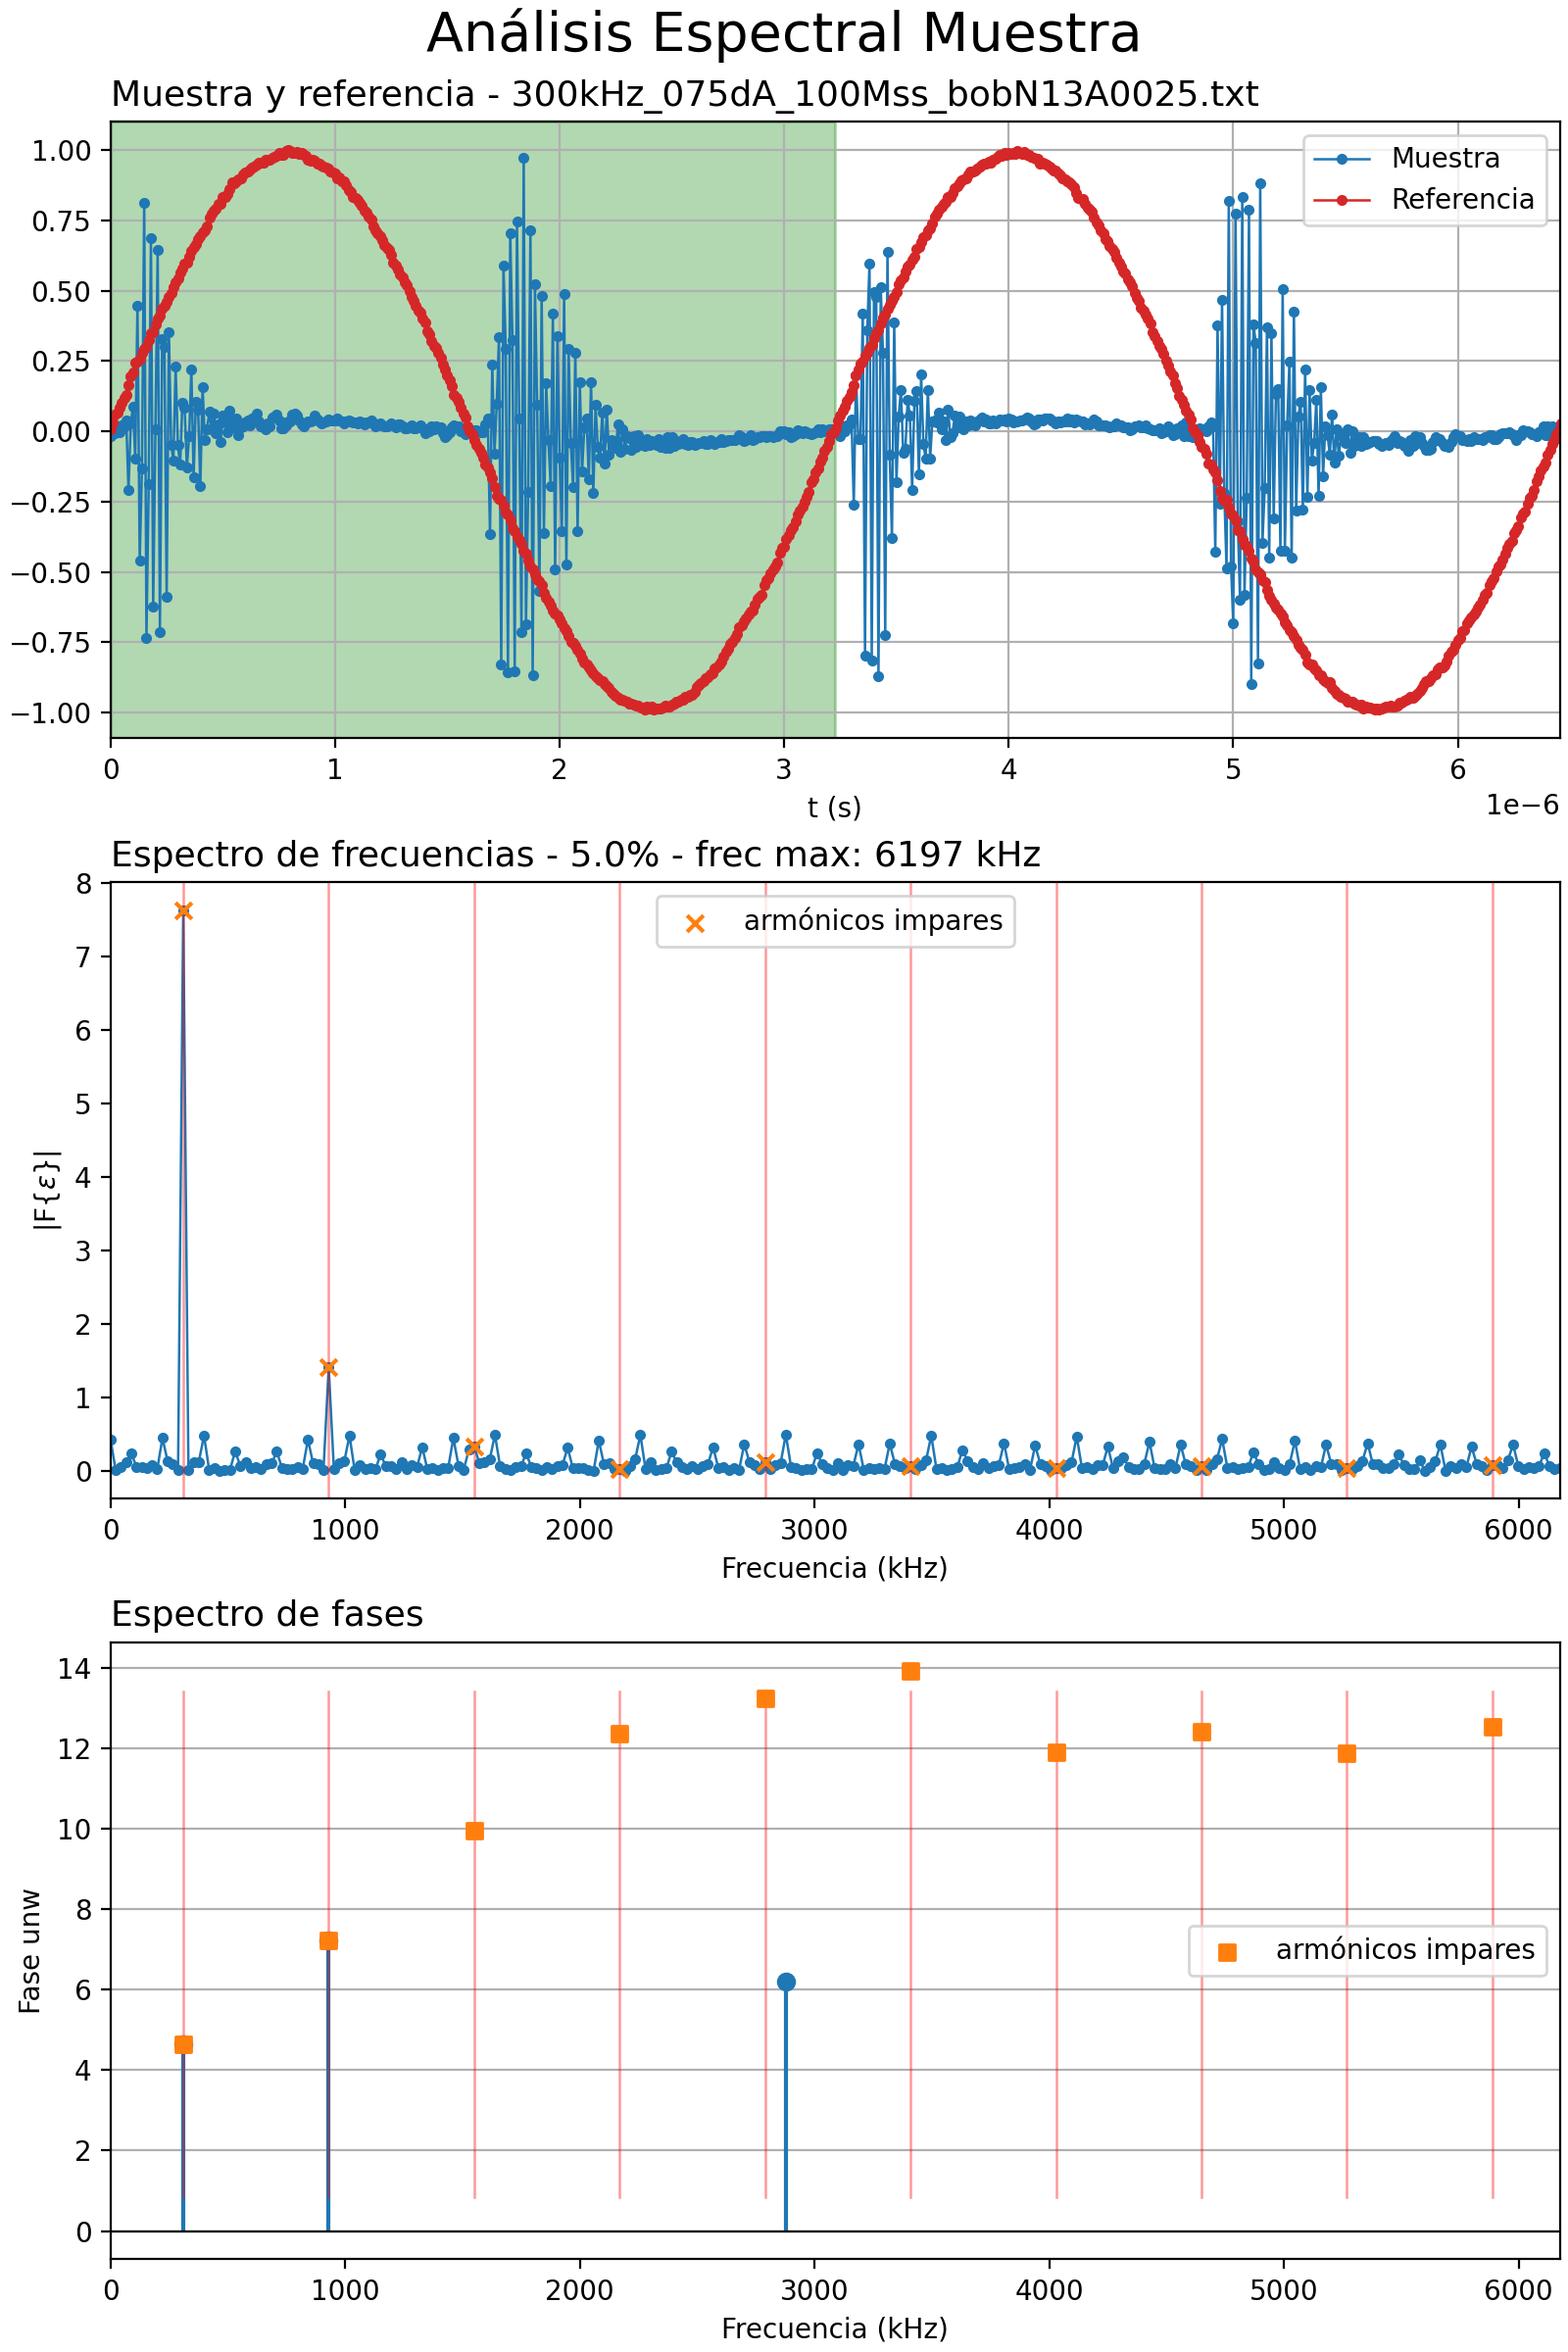 Análisis Espectral Muestra
Muestra y referencia - 300kHz_075dA_100Mss_bobN13A0025.txt
1.00
0.75
0.50
0.25
0.00
−0.25
−0.50
−0.75
−1.00
Muestra
Referencia
0 1 2 3 4 5 6
t (s)
1e−6
Espectro de frecuencias - 5.0% - frec max: 6197 kHz
8
7
6
5
4
3
2
1
0
|F{ε}|
armónicos impares
0 1000 2000 3000 4000 5000 6000
Frecuencia (kHz)
Espectro de fases
14
12
10
8
6
4
2
0
Fase unw
armónicos impares
0 1000 2000 3000 4000 5000 6000
Frecuencia (kHz)